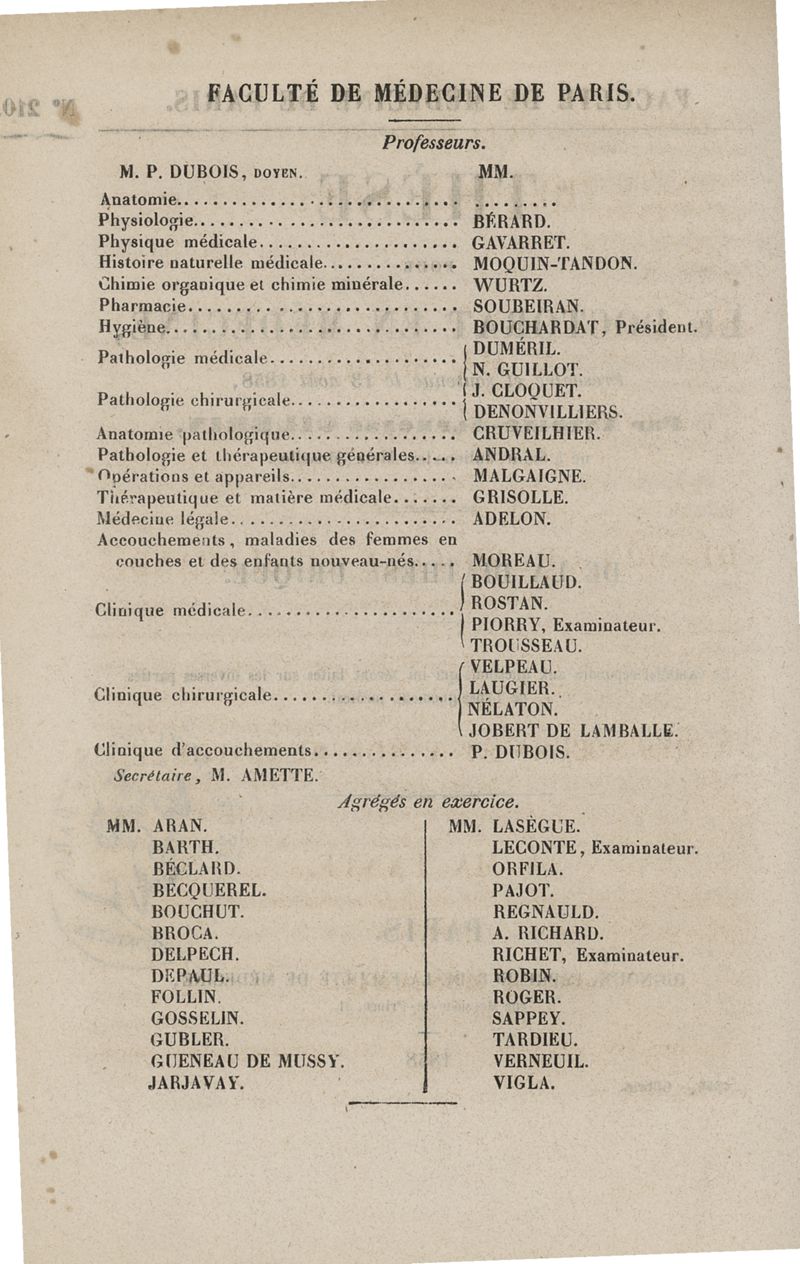 FACULTÉ DE MÉDECINE DE PARIS.
Professeurs.
M. P. DUBOIS, DOYEN. MM.
Anatomie.............................. .........
Physiologie............................ BÉRARD.
Physique médicale..................... GAVARRET.
Histoire naturelle médicale.............. MOQUIN-TANDON.
Chimie organique et chimie minérale...... WURTZ.
Pharmacie............................. SOUBEIRAN.
Hygiène............................... BOUCHARDAT, Président.
Pathologie médicale.................... DUMÉRIL.
N. GUILLOT.
Pathologie chirurgicale.................. J. CLOQUET.
DENONVILLIERS.
Anatomie pathologique.................. CRUVEILHIER.
Pathologie et thérapeutique générales..... ANDRAL.
Opérations et appareils.................. MALGAIGNE.
Thérapeutique et matière médicale....... GRISOLLE.
Médecine légale........................ ADELON.
Accouchements, maladies des femmes en
couches et des enfants nouveau-nés..... MOREAU.
Clinique médicale...................... BOUILLAUD.
ROSTAN.
PIORRY, Examinateur.
TROUSSEAU.
Clinique chirurgicale.................... VELPEAU.
LAUGIER.
NÉLATON.
JOBERT DE LAMBALLE.
Clinique d'accouchements............... P. DUBOIS.
Secrétaire, M. AMETTE.
Agrégés en exercice.
MM. ARAN.
BARTH.
BÉCLARD.
BECQUEREL.
BOUCHUT.
BROCA.
DELPECH.
DEPAUL.
FOLLIN.
GOSSELIN.
GUBLER.
GUENEAU DE MUSSY.
JARJAVAY.
MM. LASÈGUE.
LECONTE, Examinateur.
ORFILA.
PAJOT.
REGNAULD.
A. RICHARD.
RICHET, Examinateur.
ROBIN.
ROGER.
SAPPEY.
TARDIEU.
VERNEUIL.
VIGLA.